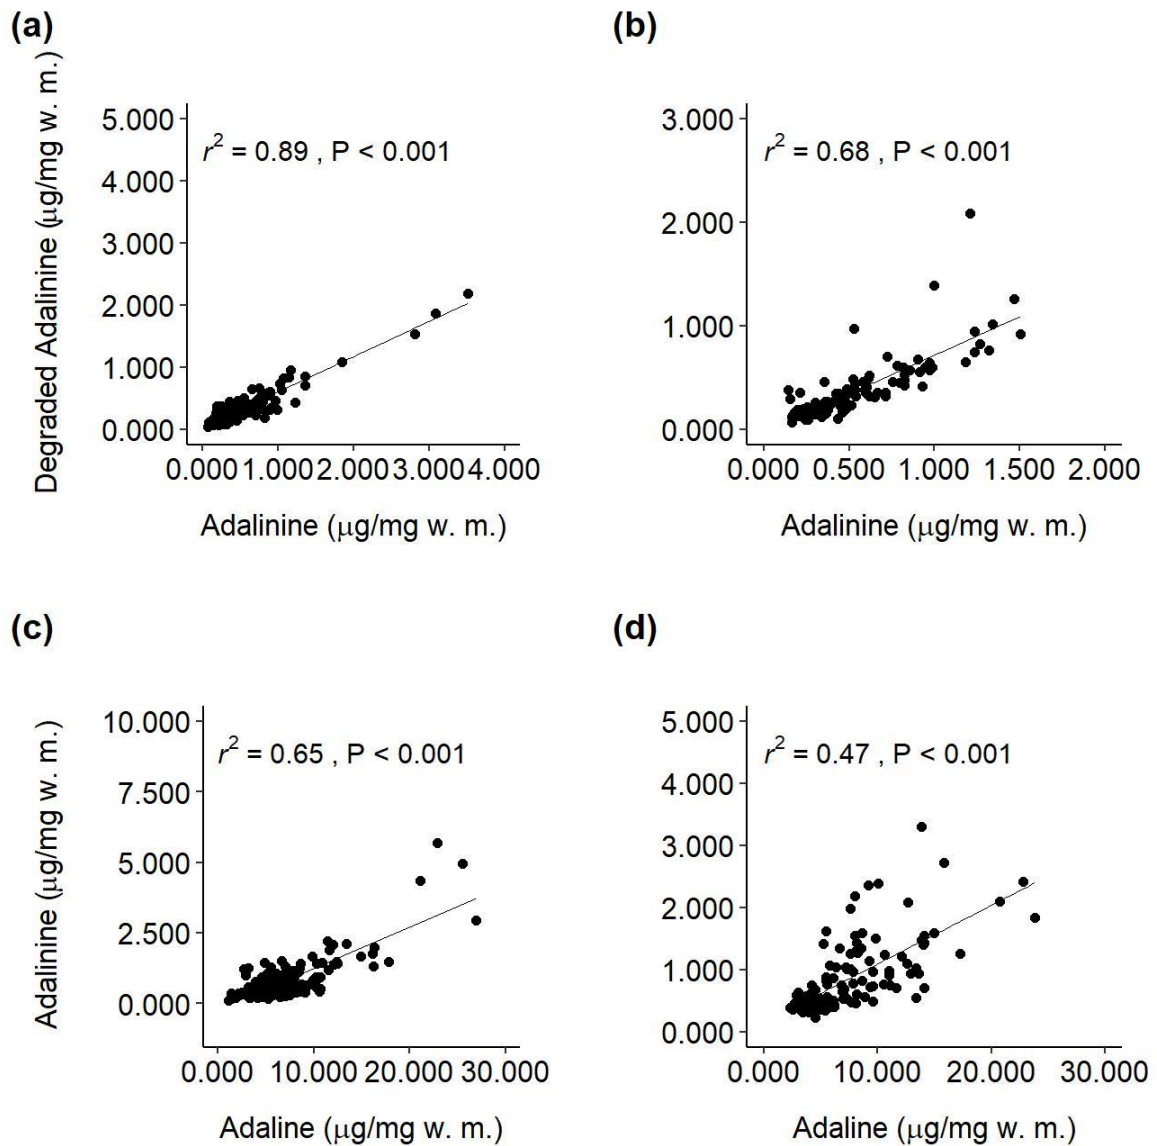 (a)
Degraded Adalinine (μg/mg w. m.)
5.000
4.000
3.000
2.000
1.000
0.000
r² = 0.89 , P < 0.001
0.000 1.000 2.000 3.000 4.000
Adalinine (μg/mg w. m.)
(b)
3.000
2.000
1.000
0.000
r² = 0.68 , P < 0.001
0.000 0.500 1.000 1.500 2.000
Adalinine (μg/mg w. m.)
(c)
Adalinine (μg/mg w. m.)
10.000
7.500
5.000
2.500
0.000
r² = 0.65 , P < 0.001
0.000 10.000 20.000 30.000
Adaline (μg/mg w. m.)
(d)
5.000
4.000
3.000
2.000
1.000
0.000
r² = 0.47 , P < 0.001
0.000 10.000 20.000 30.000
Adaline (μg/mg w. m.)